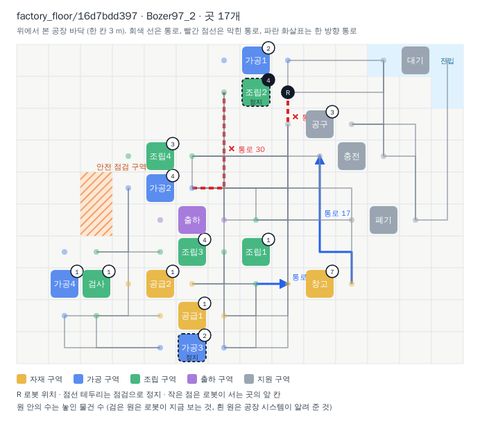 factory_floor/16d7bdd397 · Bozer97_2 · 곳 17개
위에서 본 공장 바닥 (한 칸 3 m). 회색 선은 통로, 빨간 점선은 막힌 통로, 파란 화살표는 한 방향 통로
가공1 2
대기
전립
조립2 4
정지
R
✕ 통
공구 3
조립4 3
✕ 통로 30
충전
안전 점검 구역
가공2 4
출하
통로 17
폐기
조립3 4
조립1 1
가공4 1
검사 1
공급2 1
통로
창고 7
공급1 1
가공3 2
정지
자재 구역
가공 구역
조립 구역
출하 구역
지원 구역
R 로봇 위치 · 점선 테두리는 점검으로 정지 · 작은 점은 로봇이 서는 곳의 앞 칸
원 안의 수는 놓인 물건 수 (검은 원은 로봇이 지금 보는 것, 흰 원은 공장 시스템이 알려 준 것)